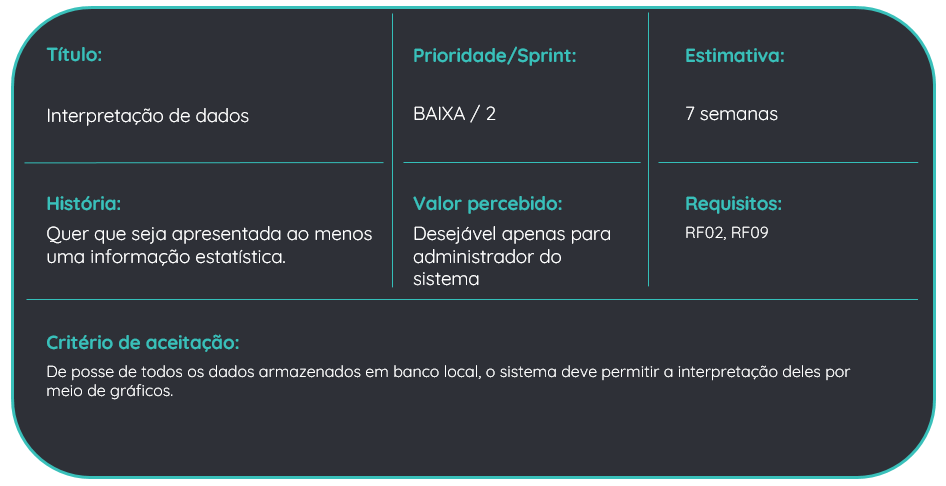 Título:
Interpretação de dados
Prioridade/Sprint:
BAIXA / 2
Estimativa:
7 semanas
História:
Quer que seja apresentada ao menos
uma informação estatística.
Valor percebido:
Desejável apenas para
administrador do
sistema
Requisitos:
RF02, RF09
Critério de aceitação:
De posse de todos os dados armazenados em banco local, o sistema deve permitir a interpretação deles por
meio de gráficos.